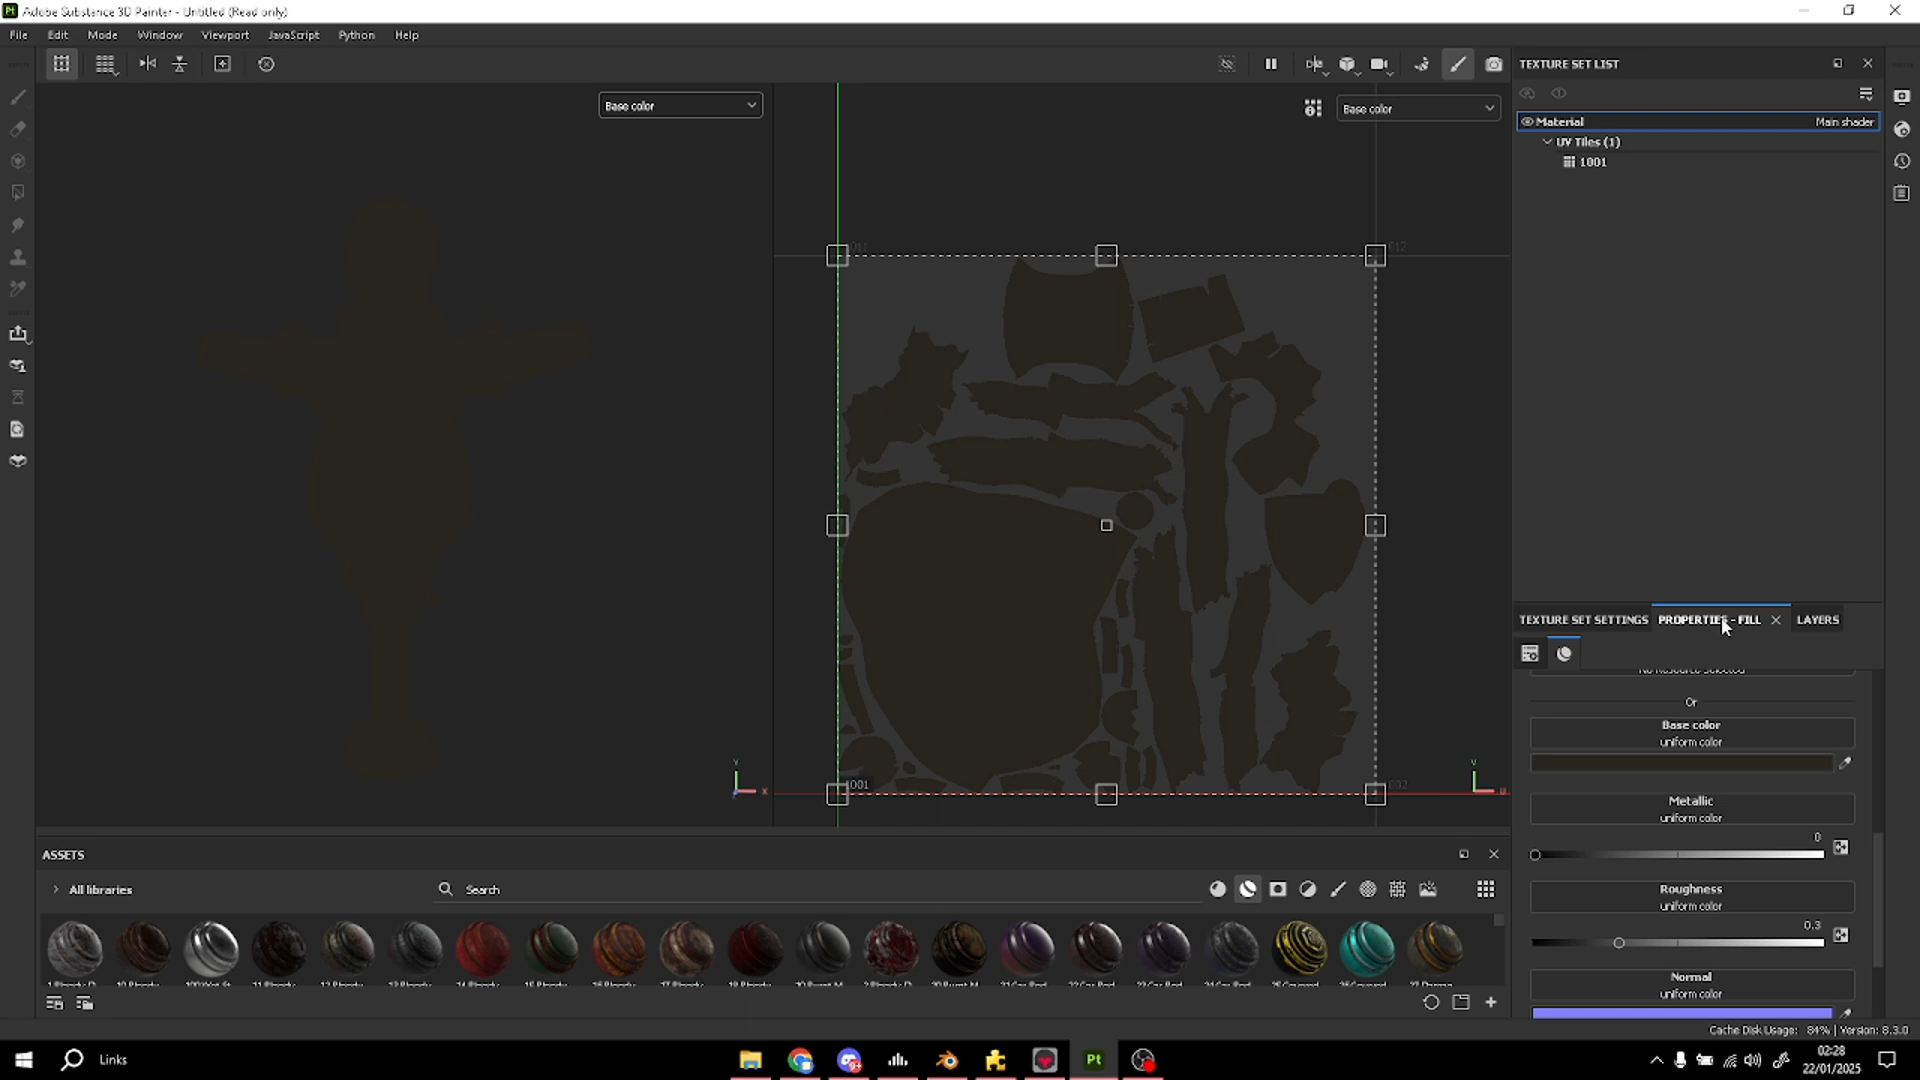 Adobe Substance 3D Painter - Untitled (Read only)
File Edit Mode Window Viewport JavaScript Python Help
Base color
Base color
TEXTURE SET LIST
Material Main shader
UV Tiles (1)
1001
1001
TEXTURE SET SETTINGS PROPERTIES - FILL LAYERS
No Resource Selected
Or
Base color
uniform color
Metallic
uniform color
0
Roughness
uniform color
0.3
Normal
uniform color
ASSETS
All libraries
Search
Cache Disk Usage: 84% | Version: 8.3.0
Links
02:28
22/01/2025